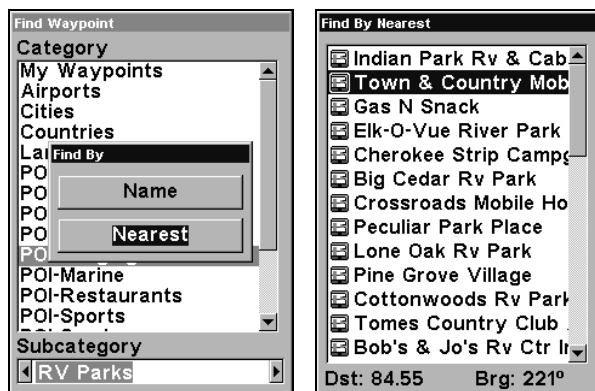 Find Waypoint
Category
My Waypoints
Airports
Cities
Countries
Find By
Name
Nearest
POI-Marine
POI-Restaurants
POI-Sports
Subcategory
RV Parks
Find By Nearest
Indian Park Rv & Cab
Town & Country Mob
Gas N Snack
Elk-O-Vue River Park
Cherokee Strip Campg
Big Cedar Rv Park
Crossroads Mobile Ho
Peculiar Park Place
Lone Oak Rv Park
Pine Grove Village
Cottonwoods Rv Park
Tomes Country Club
Bob's & Jo's Rv Ctr In
Dst: 84.55 Brg: 221º